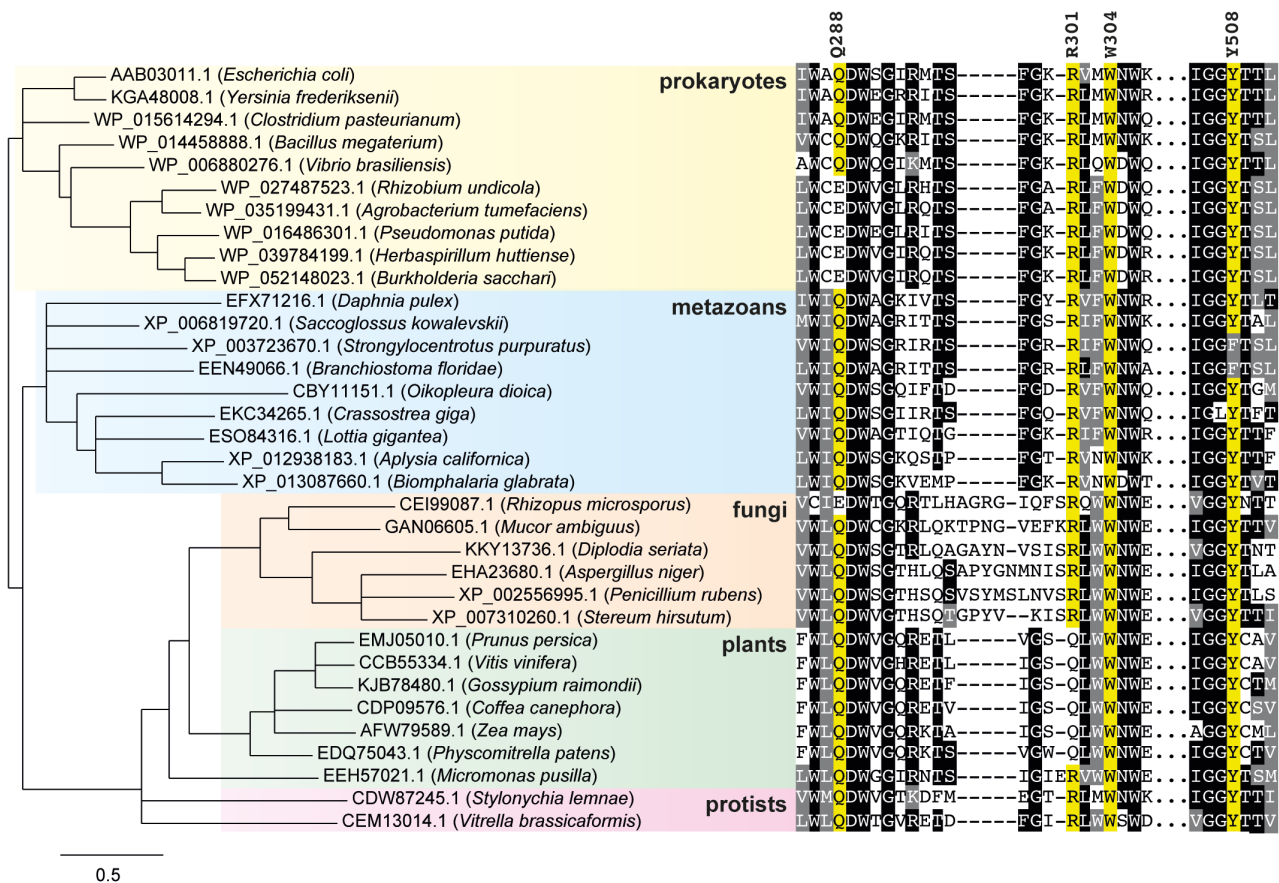 Q288 R301 W304 Y508
AAB03011.1 (Escherichia coli) prokaryotes IWAQDWSGIRMTS-----FGK-RVMWNWK...IGGYTTL
KGA48008.1 (Yersinia frederiksenii) IWAQDWEGRRITS-----FGK-RLMWNWR...IGGYTTL
WP_015614294.1 (Clostridium pasteurianum) IWAQDWEGIRMTS-----FGK-RLMWNWK...IGGYTTL
WP_014458888.1 (Bacillus megaterium) VWCQDWQGKRITS-----FGK-RLMWNWK...IGGYTSL
WP_006880276.1 (Vibrio brasiliensis) AWCQDWQGIKMTS-----FGK-RLQWDWQ...IGGYTTL
WP_027487523.1 (Rhizobium undicola) LWCEDWVGLRHTS-----FGA-RLFWDWQ...IGGYTSL
WP_035199431.1 (Agrobacterium tumefaciens) LWCEDWVGLRQTS-----FGA-RLFWDWQ...IGGYTSL
WP_016486301.1 (Pseudomonas putida) LWCEDWEGLRITS-----FGK-RLFWDWQ...IGGYTSL
WP_039784199.1 (Herbaspirillum huttiense) LWCEDWVGIRQTS-----FGK-RLFWDWR...IGGYTSL
WP_052148023.1 (Burkholderia sacchari) LWCEDWVGIRQTS-----FGK-RLFWDWR...IGGYTSL
EFX71216.1 (Daphnia pulex) metazoans IWIQDWAGKIVTS-----FGY-RVFWNWR...IGGYTLT
XP_006819720.1 (Saccoglossus kowalevskii) MWIQDWAGRITTS-----FGS-RIFWNWK...IGGYTAL
XP_003723670.1 (Strongylocentrotus purpuratus) VWIQDWSGRIRTS-----FGK-RIFWNWK...IGGFTSL
EEN49066.1 (Branchiostoma floridae) LWIQDWAGRITTS-----FGR-RLFWNWA...IGGFTSL
CBY11151.1 (Oikopleura dioica) VWIQDWSGQIFTD-----FGD-RVFWNWQ...IGGYTGM
EKC34265.1 (Crassostrea giga) LWIQDWSGIIRTS-----FGQ-RVFWNWQ...IGLYTFT
ESO84316.1 (Lottia gigantea) VWIQDWAGTIQTG-----FGK-RIFWNWR...IGGYTTF
XP_012938183.1 (Aplysia californica) LWIQDWSGKQSTP-----FGT-RVNWNWK...IGGYTTF
XP_013087660.1 (Biomphalaria glabrata) LWIQDWSGKVEMP-----FGK-RVNWDWT...IGGYTVT
CEI99087.1 (Rhizopus microsporus) fungi VCIEDWTGQRTLHAGRG-IQFSRQWWNWE...VGGYNTT
GAN06605.1 (Mucor ambiguus) VWLQDWCGKRLQKTPNG-VEFKRLWWNWE...IGGYTTV
KKY13736.1 (Diplodia seriata) VWLQDWSGTRLQAGAYN-VSISRLWWNWE...VGGYTNT
EHA23680.1 (Aspergillus niger) VWLQDWSGTHLQSAPYGNMNISRLWWNWE...IGGYTLA
XP_002556995.1 (Penicillium rubens) VWLQDWSGTHSQSVSYMSLNVSRLWWNWE...IGGYTLS
XP_007310260.1 (Stereum hirsutum) VWLQDWVGTHSQTGPYV--KISRLWWNWE...VGGYTTI
EMJ05010.1 (Prunus persica) plants FWLQDWVGQRETL-----VGS-QLWWNWE...IGGYCAV
CCB55334.1 (Vitis vinifera) FWLQDWVGHRETL-----IGS-QLWWNWE...IGGYCAV
KJB78480.1 (Gossypium raimondii) FWLQDWVGQRETF-----IGS-QLWWNWE...IGGYCTM
CDP09576.1 (Coffea canephora) FWLQDWVGQRETV-----IGS-QLWWNWE...IGGYCSV
AFW79589.1 (Zea mays) FWLQDWVGQRKTA-----IGS-QLWWNWE...AGGYCML
EDQ75043.1 (Physcomitrella patens) FWLQDWVGQRKTS-----VGW-QLWWNWE...IGGYCTV
EEH57021.1 (Micromonas pusilla) LWLQDWGGIRNTS-----IGIERVWWNWE...IGGYTSM
CDW87245.1 (Stylonychia lemnae) protists VWMQDWVGTKDFM-----EGT-RLMWNWK...IGGYTTI
CEM13014.1 (Vitrella brassicaformis) LWLQDWTGVRETD-----FGI-RLWWSWD...VGGYTTV
0.5